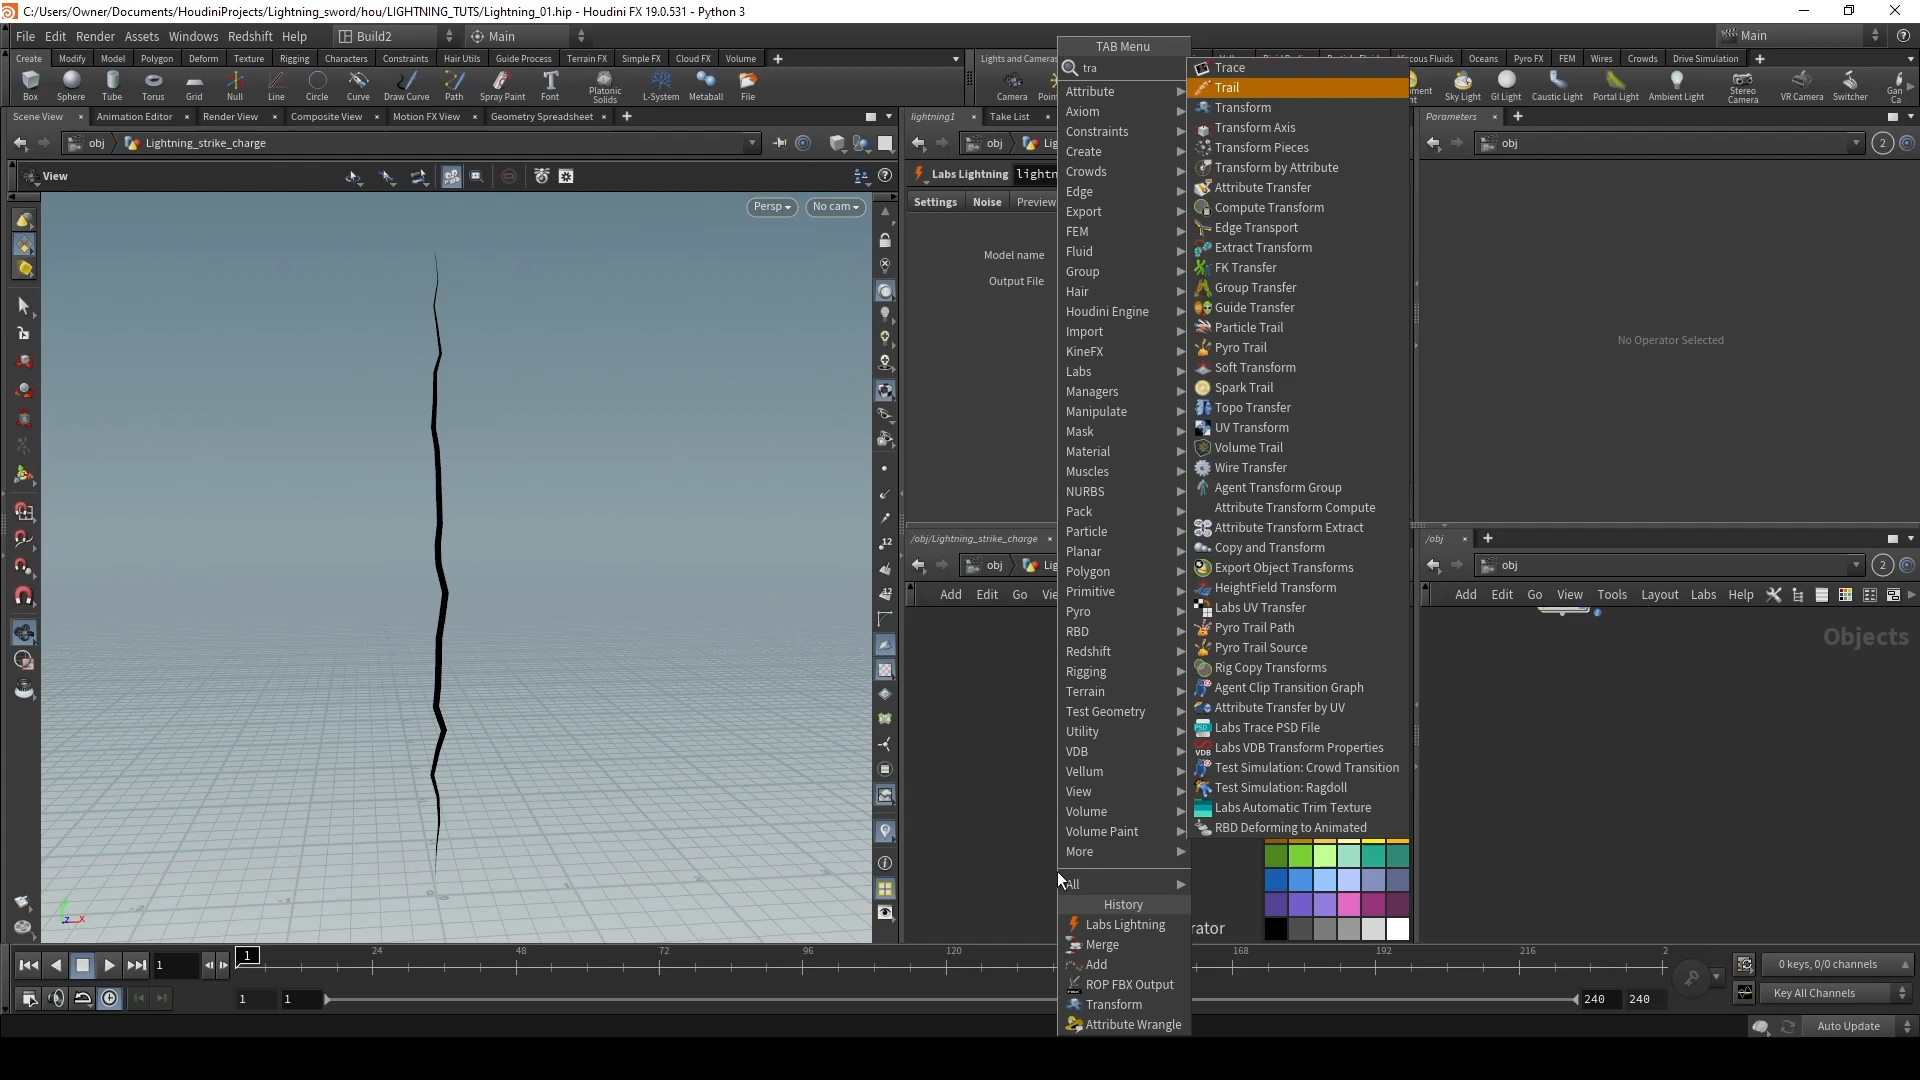 C:/Users/Owner/Documents/HoudiniProjects/Lightning_sword/hou/LIGHTNING_TUTS/Lightning_01.hip - Houdini FX 19.0.531 - Python 3
File Edit Render Assets Windows Redshift Help Build2 Main Main
Create Modify Model Polygon Deform Texture Rigging Characters Constraints Hair Utils Guide Process Terrain FX Simple FX Cloud FX Volume
Lights and Cameras Fluids Oceans Pyro FX FEM Wires Crowds Drive Simulation
Box Sphere Tube Torus Grid Null Line Circle Curve Draw Curve Path Spray Paint Font Platonic Solids L-System Metaball File
Camera Sky Light GI Light Caustic Light Portal Light Ambient Light Stereo Camera VR Camera Switcher
Scene View Animation Editor Render View Composite View Motion FX View Geometry Spreadsheet
obj Lightning_strike_charge
View
Persp No cam
lightning1 Take List
obj
Labs Lightning
Settings Noise Preview
Model name
Output File
/obj/Lightning_strike_charge
obj
Add Edit Go
TAB Menu
tra
Attribute
Axiom
Constraints
Create
Crowds
Edge
Export
FEM
Fluid
Group
Hair
Houdini Engine
Import
KineFX
Labs
Managers
Manipulate
Mask
Material
Muscles
NURBS
Pack
Particle
Planar
Polygon
Primitive
Pyro
RBD
Redshift
Rigging
Terrain
Test Geometry
Utility
VDB
Vellum
View
Volume
Volume Paint
More
All
History
Labs Lightning
Merge
Add
ROP FBX Output
Transform
Attribute Wrangle
Trace
Trail
Transform
Transform Axis
Transform Pieces
Transform by Attribute
Attribute Transfer
Compute Transform
Edge Transport
Extract Transform
FK Transfer
Group Transfer
Guide Transfer
Particle Trail
Pyro Trail
Soft Transform
Spark Trail
Topo Transfer
UV Transform
Volume Trail
Wire Transfer
Agent Transform Group
Attribute Transform Compute
Attribute Transform Extract
Copy and Transform
Export Object Transforms
HeightField Transform
Labs UV Transfer
Pyro Trail Path
Pyro Trail Source
Rig Copy Transforms
Agent Clip Transition Graph
Attribute Transfer by UV
Labs Trace PSD File
Labs VDB Transform Properties
Test Simulation: Crowd Transition
Test Simulation: Ragdoll
Labs Automatic Trim Texture
RBD Deforming to Animated
Parameters
obj 2
No Operator Selected
/obj
obj 2
Add Edit Go View Tools Layout Labs Help
Objects
1 1 24 48 72 96 120 168 192 216 2
1 1 240 240
0 keys, 0/0 channels
Key All Channels
Auto Update